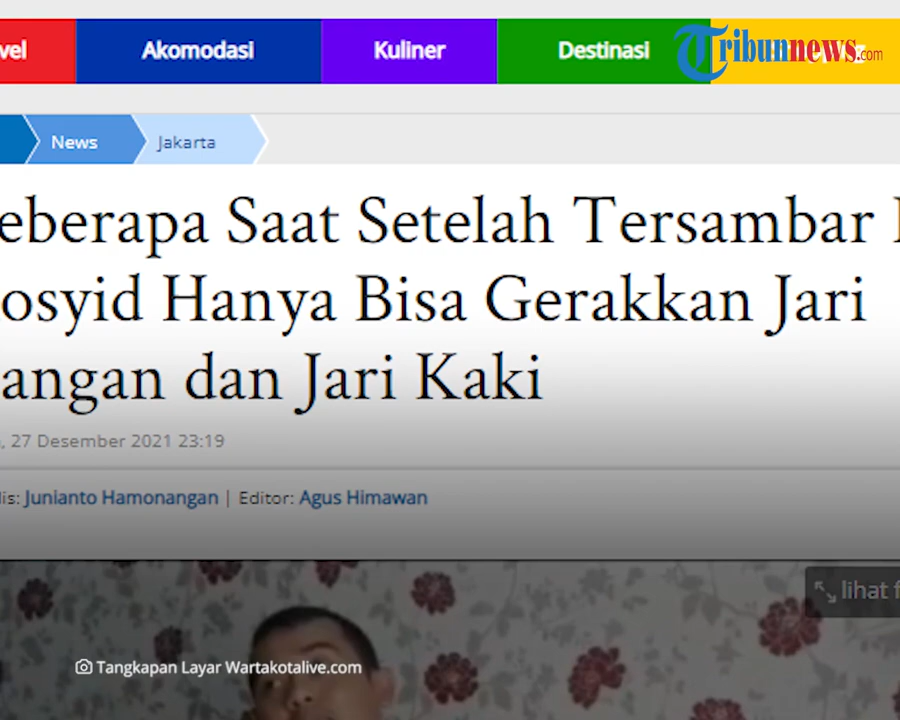 vel Akomodasi Kuliner Destinasi Tribunnews.com
News Jakarta
eberapa Saat Setelah Tersambar
osyid Hanya Bisa Gerakkan Jari
angan dan Jari Kaki
, 27 Desember 2021 23:19
lis: Junianto Hamonangan | Editor: Agus Himawan
lihat f
Tangkapan Layar Wartakotalive.com